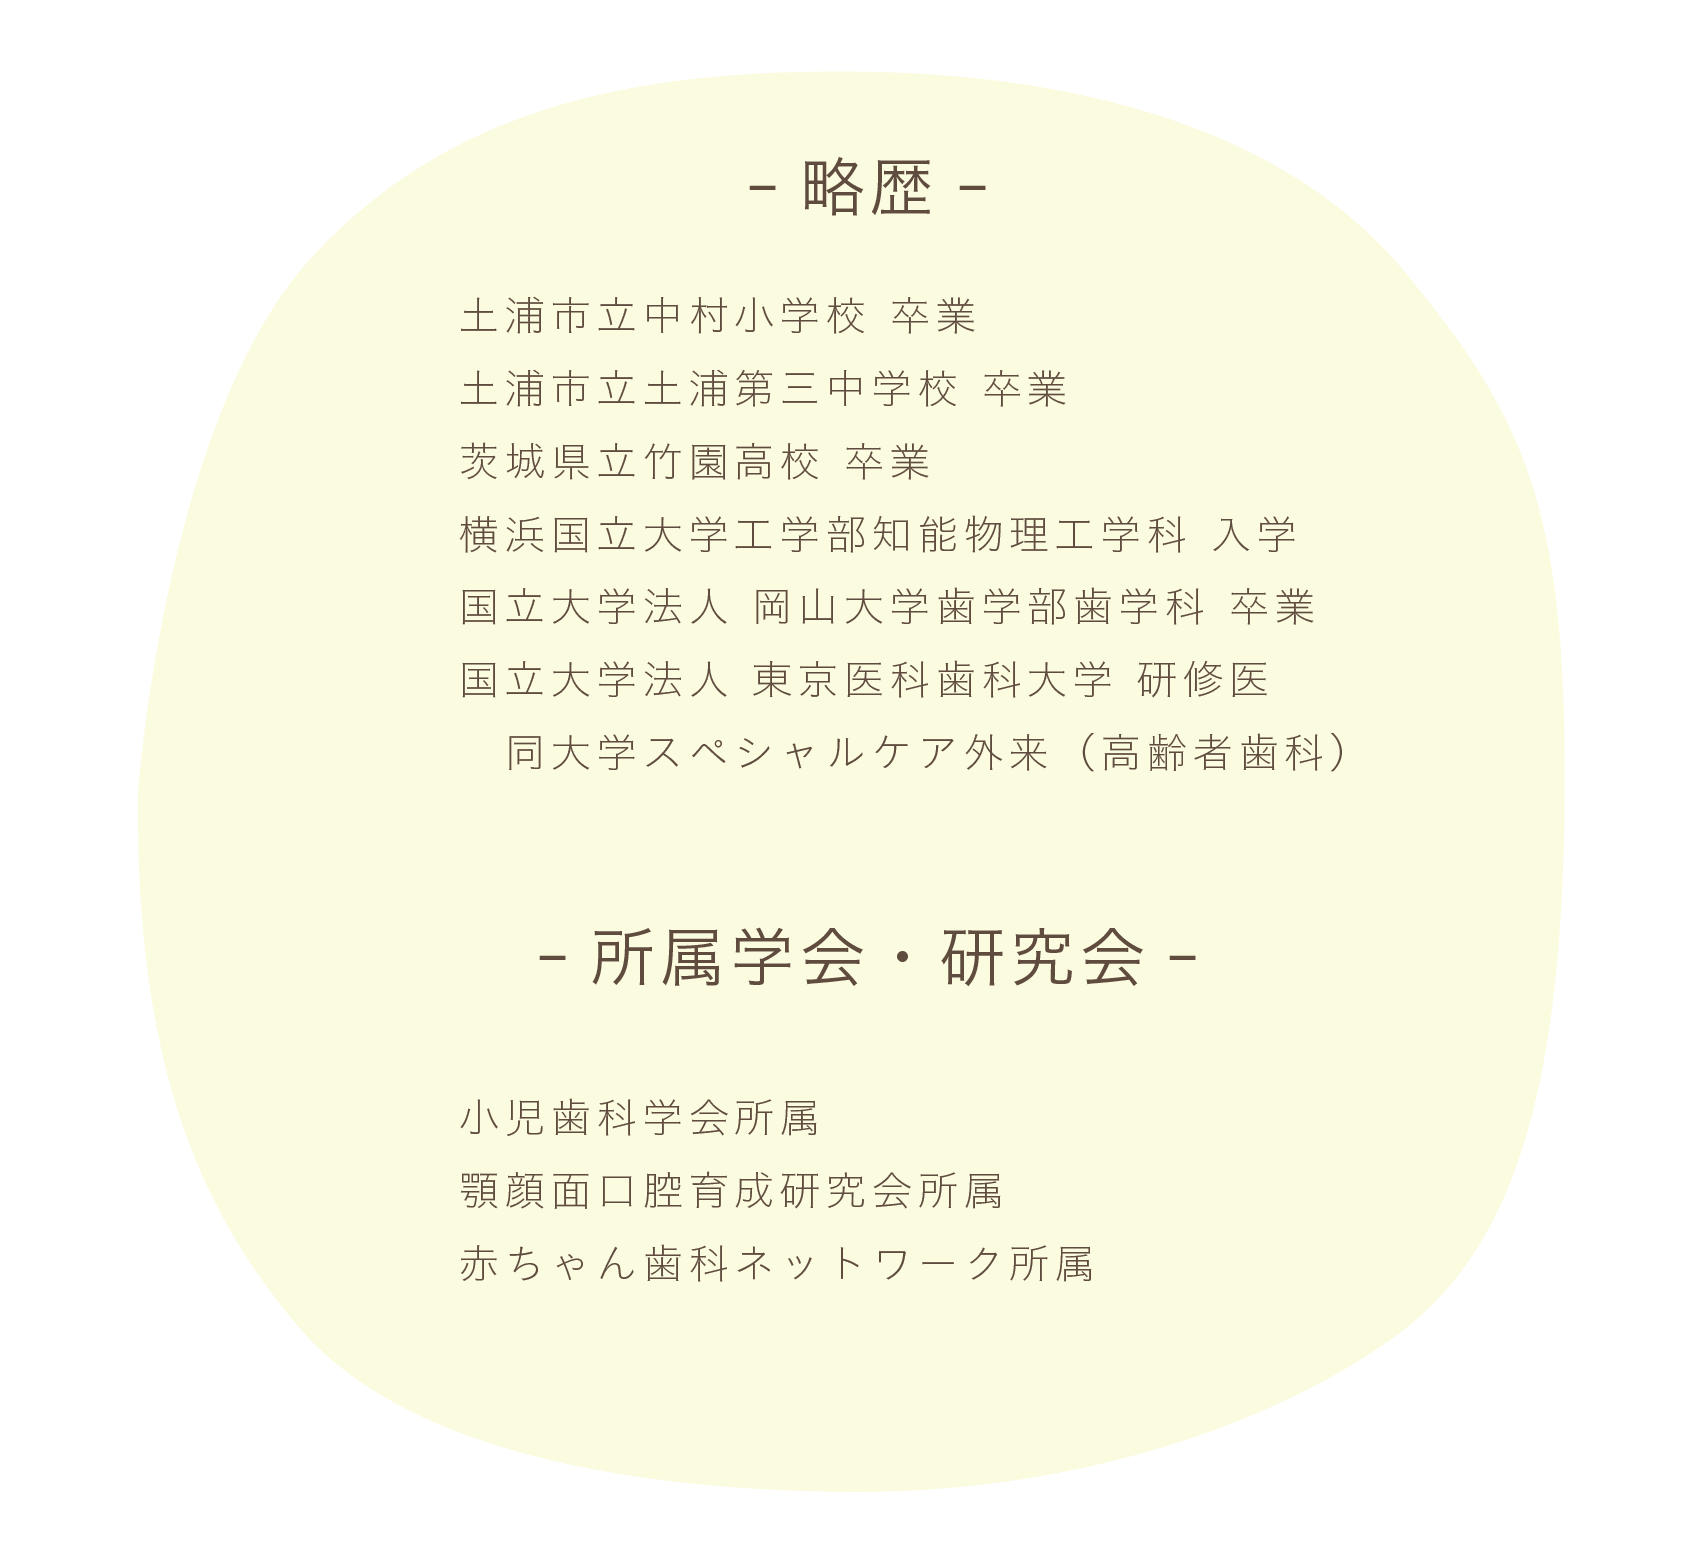 – 略歴 –
土浦市立中村小学校 卒業
土浦市立土浦第三中学校 卒業
茨城県立竹園高校 卒業
横浜国立大学工学部知能物理工学科 入学
国立大学法人 岡山大学歯学部歯学科 卒業
国立大学法人 東京医科歯科大学 研修医
同大学スペシャルケア外来（高齢者歯科）
– 所属学会・研究会 –
小児歯科学会所属
顎顔面口腔育成研究会所属
赤ちゃん歯科ネットワーク所属